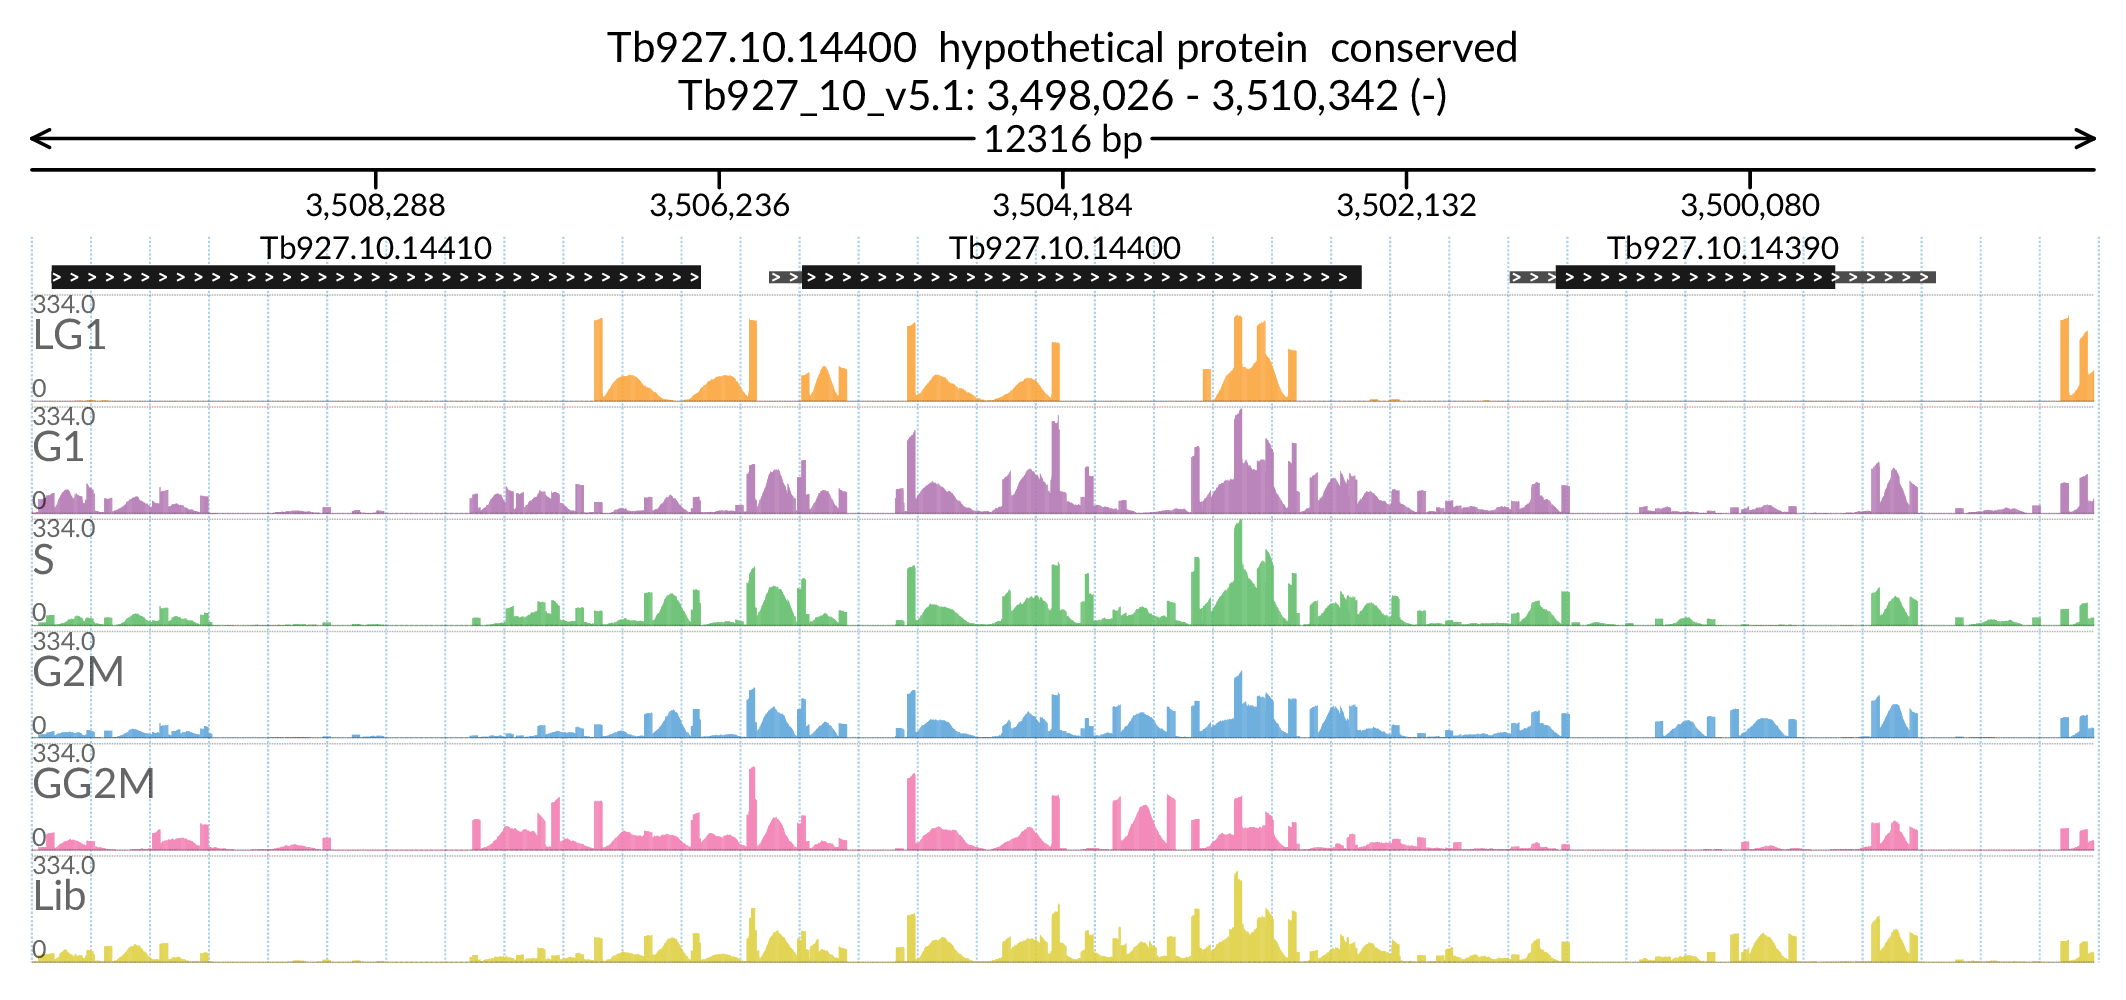 Tb927.10.14400 hypothetical protein conserved
Tb927_10_v5.1: 3,498,026 - 3,510,342 (-)
12316 bp
3,508,288 3,506,236 3,504,184 3,502,132 3,500,080
Tb927.10.14410 Tb927.10.14400 Tb927.10.14390
334.0
LG1
0
334.0
G1
0
334.0
S
0
334.0
G2M
0
334.0
GG2M
0
334.0
Lib
0